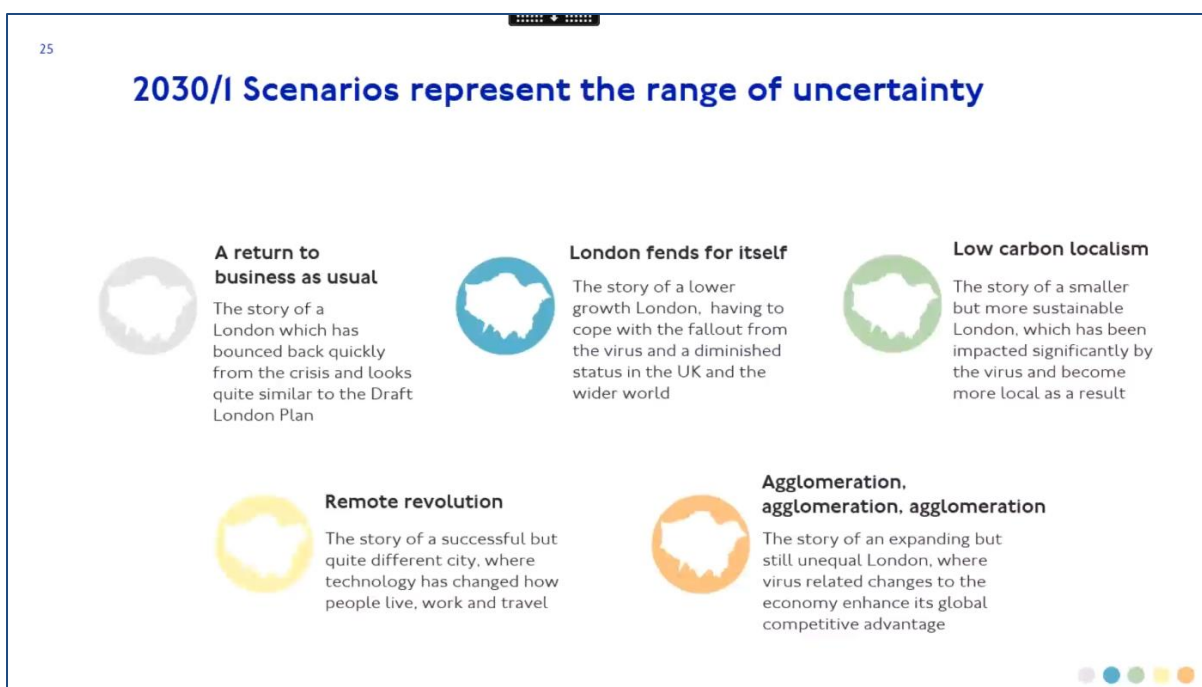 25
2030/1 Scenarios represent the range of uncertainty
A return to
business as usual
The story of a
London which has
bounced back quickly
from the crisis and looks
quite similar to the Draft
London Plan
London fends for itself
The story of a lower
growth London, having to
cope with the fallout from
the virus and a diminished
status in the UK and the
wider world
Low carbon localism
The story of a smaller
but more sustainable
London, which has been
impacted significantly by
the virus and become
more local as a result
Remote revolution
The story of a successful but
quite different city, where
technology has changed how
people live, work and travel
Agglomeration,
agglomeration, agglomeration
The story of an expanding but
still unequal London, where
virus related changes to the
economy enhance its global
competitive advantage